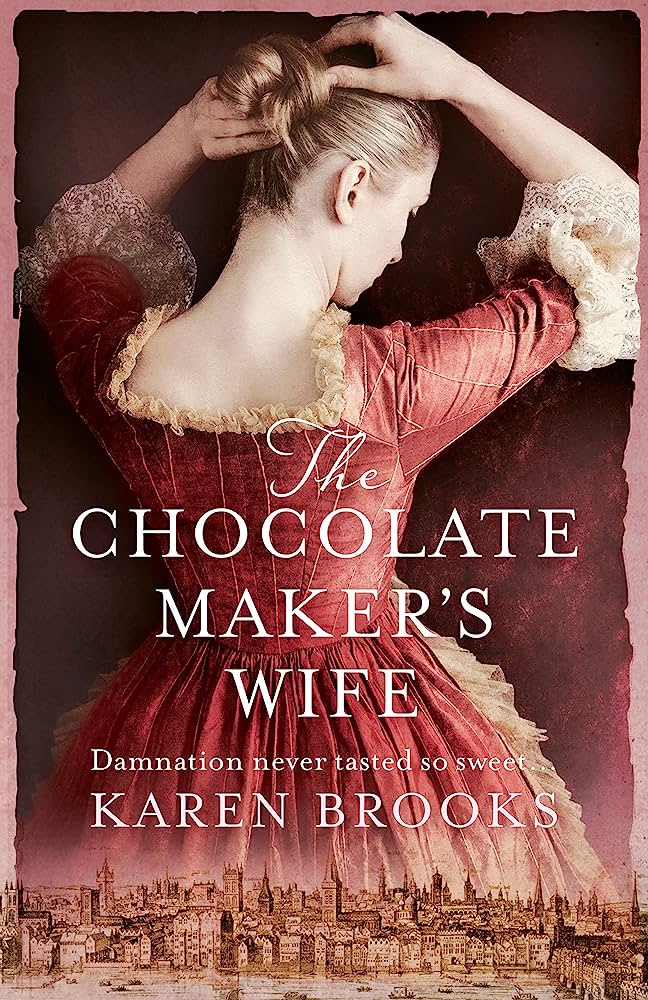 The
CHOCOLATE
MAKER'S
WIFE
Damnation never tasted so sweet...
KAREN BROOKS